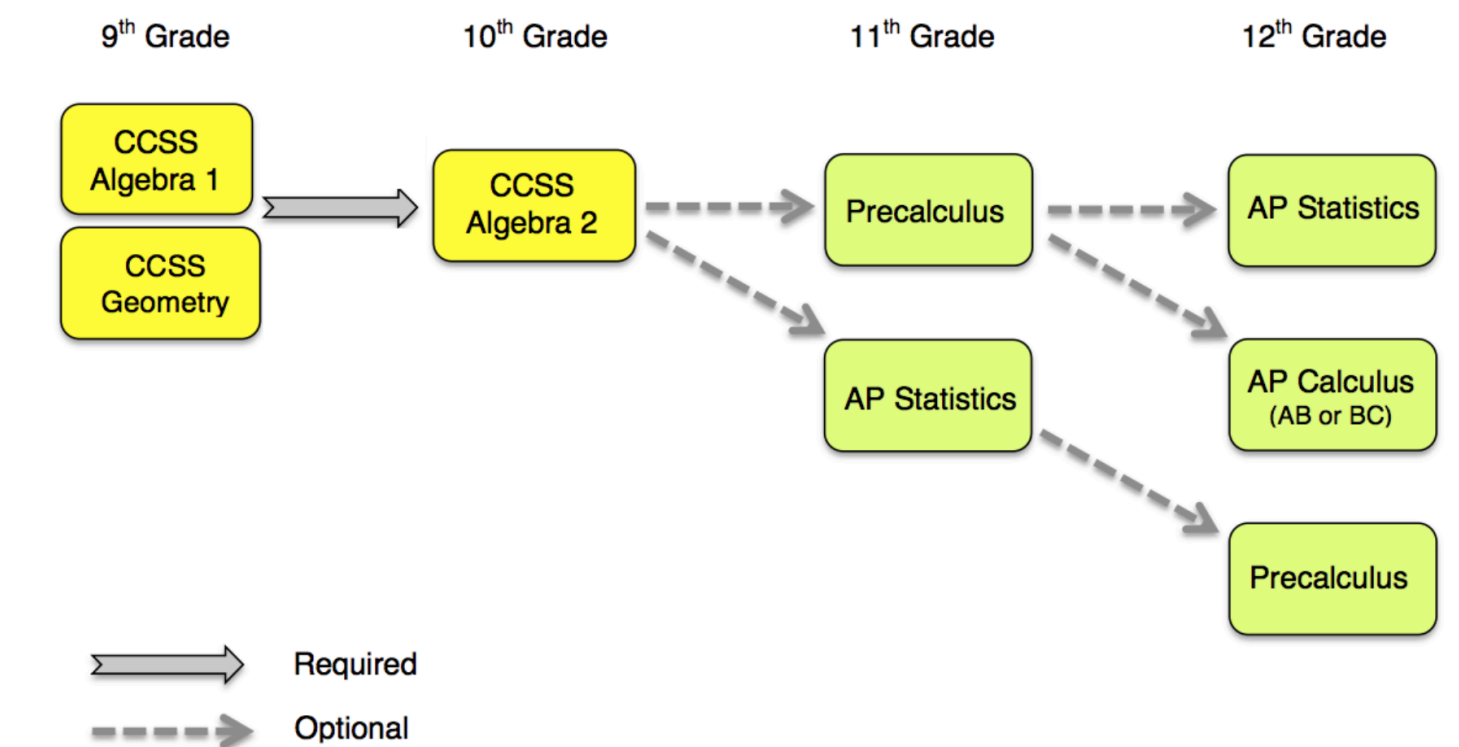 9th Grade
10th Grade
11th Grade
12th Grade
CCSS
Algebra 1
CCSS
Geometry
CCSS
Algebra 2
Precalculus
AP Statistics
AP Statistics
AP Calculus
(AB or BC)
Precalculus
Required
Optional